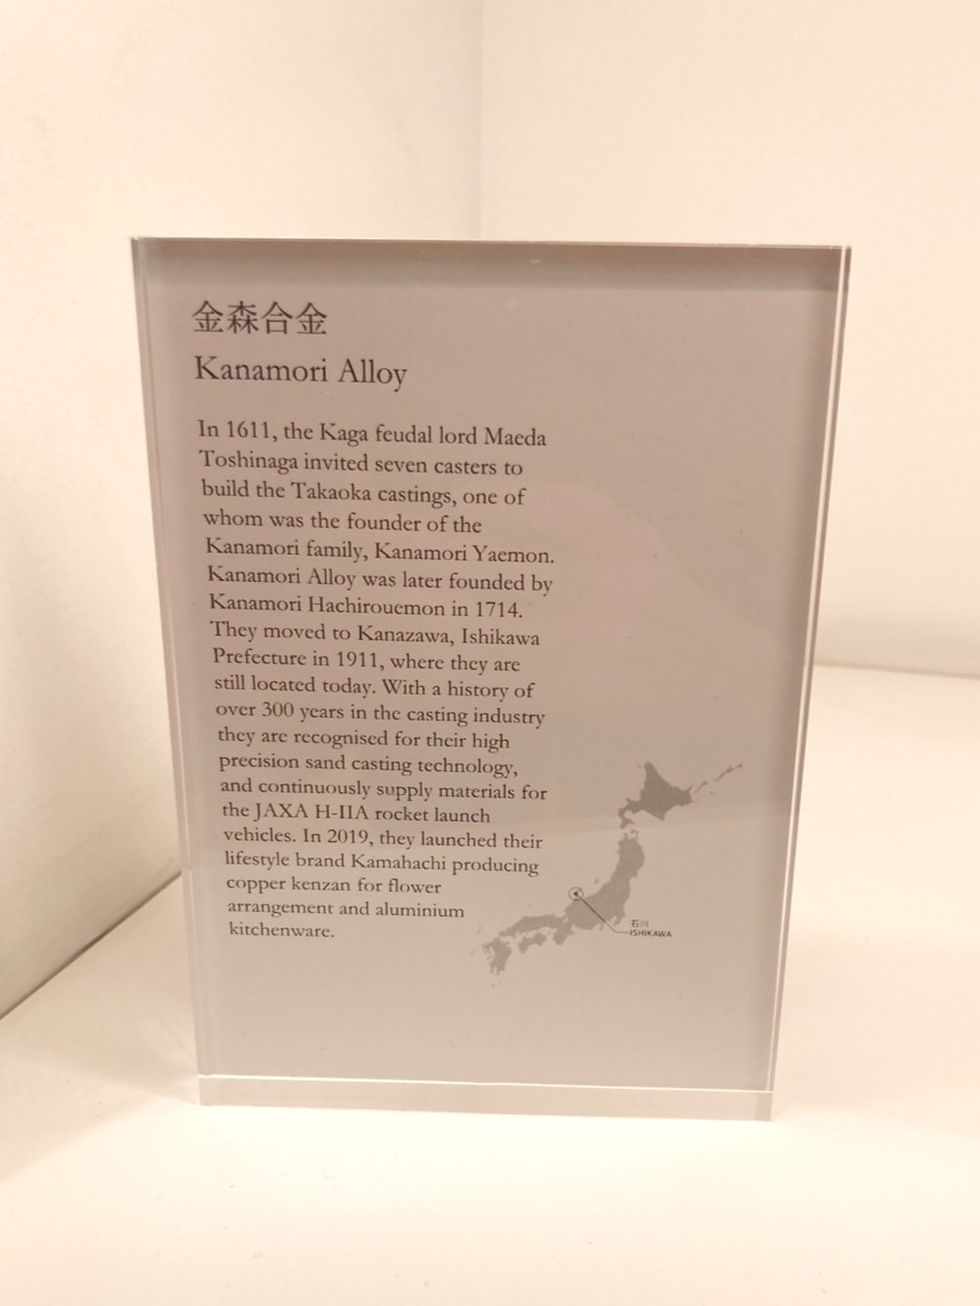 金森合金
Kanamori Alloy
In 1611, the Kaga feudal lord Maeda
Toshinaga invited seven casters to
build the Takaoka castings, one of
whom was the founder of the
Kanamori family, Kanamori Yaemon.
Kanamori Alloy was later founded by
Kanamori Hachirouemon in 1714.
They moved to Kanazawa, Ishikawa
Prefecture in 1911, where they are
still located today. With a history of
over 300 years in the casting industry
they are recognised for their high
precision sand casting technology,
and continuously supply materials for
the JAXA H-IIA rocket launch
vehicles. In 2019, they launched their
lifestyle brand Kamahachi producing
copper kenzan for flower
arrangement and aluminium
kitchenware.
石川
ISHIKAWA